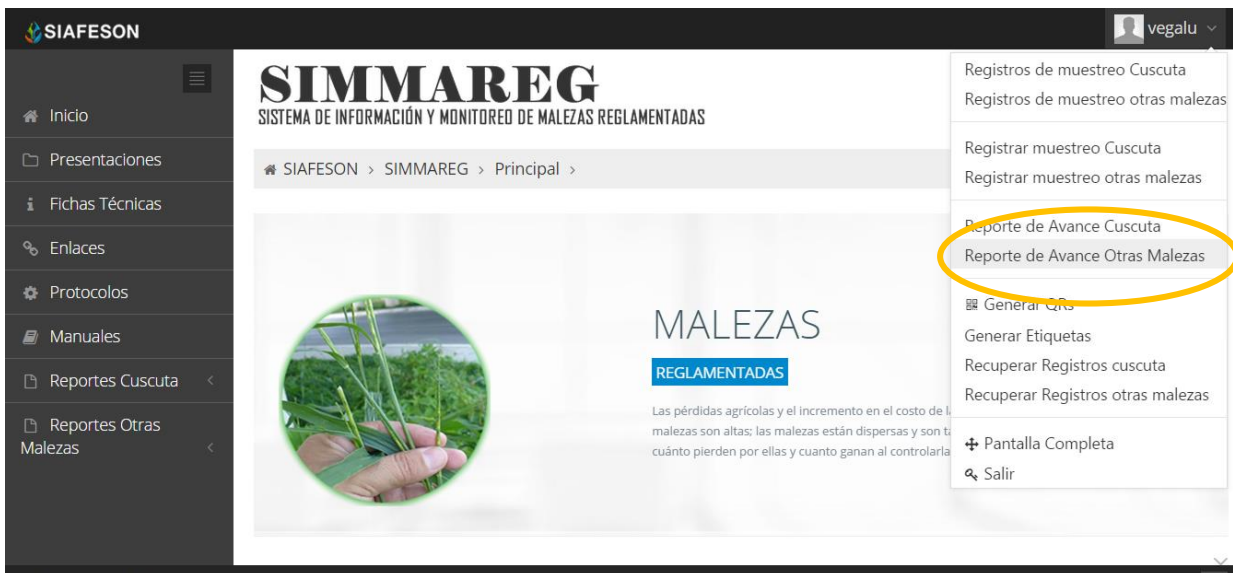 SIAFESON
vegalu
Inicio
Presentaciones
Fichas Técnicas
Enlaces
Protocolos
Manuales
Reportes Cuscuta
Reportes Otras
Malezas
SIMMAREG
SISTEMA DE INFORMACIÓN Y MONITOREO DE MALEZAS REGLAMENTADAS
SIAFESON > SIMMAREG > Principal >
MALEZAS
REGLAMENTADAS
Las pérdidas agrícolas y el incremento en el costo de
malezas son altas; las malezas están dispersas y son
cuánto pierden por ellas y cuanto ganan al controlarla
Registros de muestreo Cuscuta
Registros de muestreo otras malezas
Registrar muestreo Cuscuta
Registrar muestreo otras malezas
Reporte de Avance Cuscuta
Reporte de Avance Otras Malezas
Generar QRs
Generar Etiquetas
Recuperar Registros cuscuta
Recuperar Registros otras malezas
Pantalla Completa
Salir